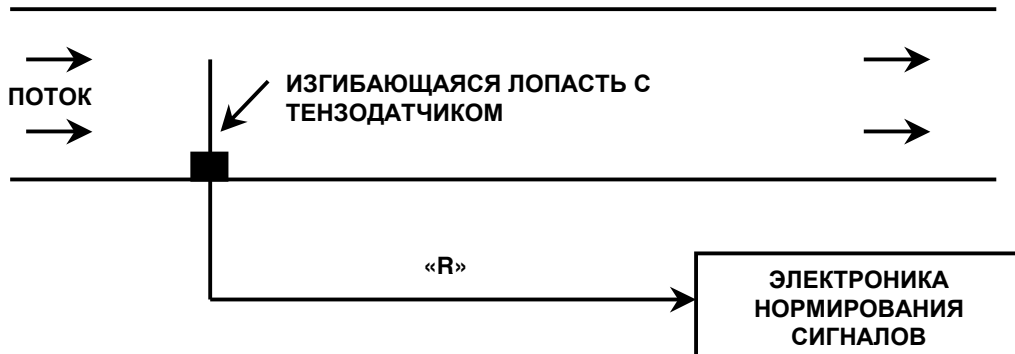 ИЗГИБАЮЩАЯСЯ ЛОПАСТЬ С
ТЕНЗОДАТЧИКОМ
ПОТОК
«R»
ЭЛЕКТРОНИКА
НОРМИРОВАНИЯ
СИГНАЛОВ